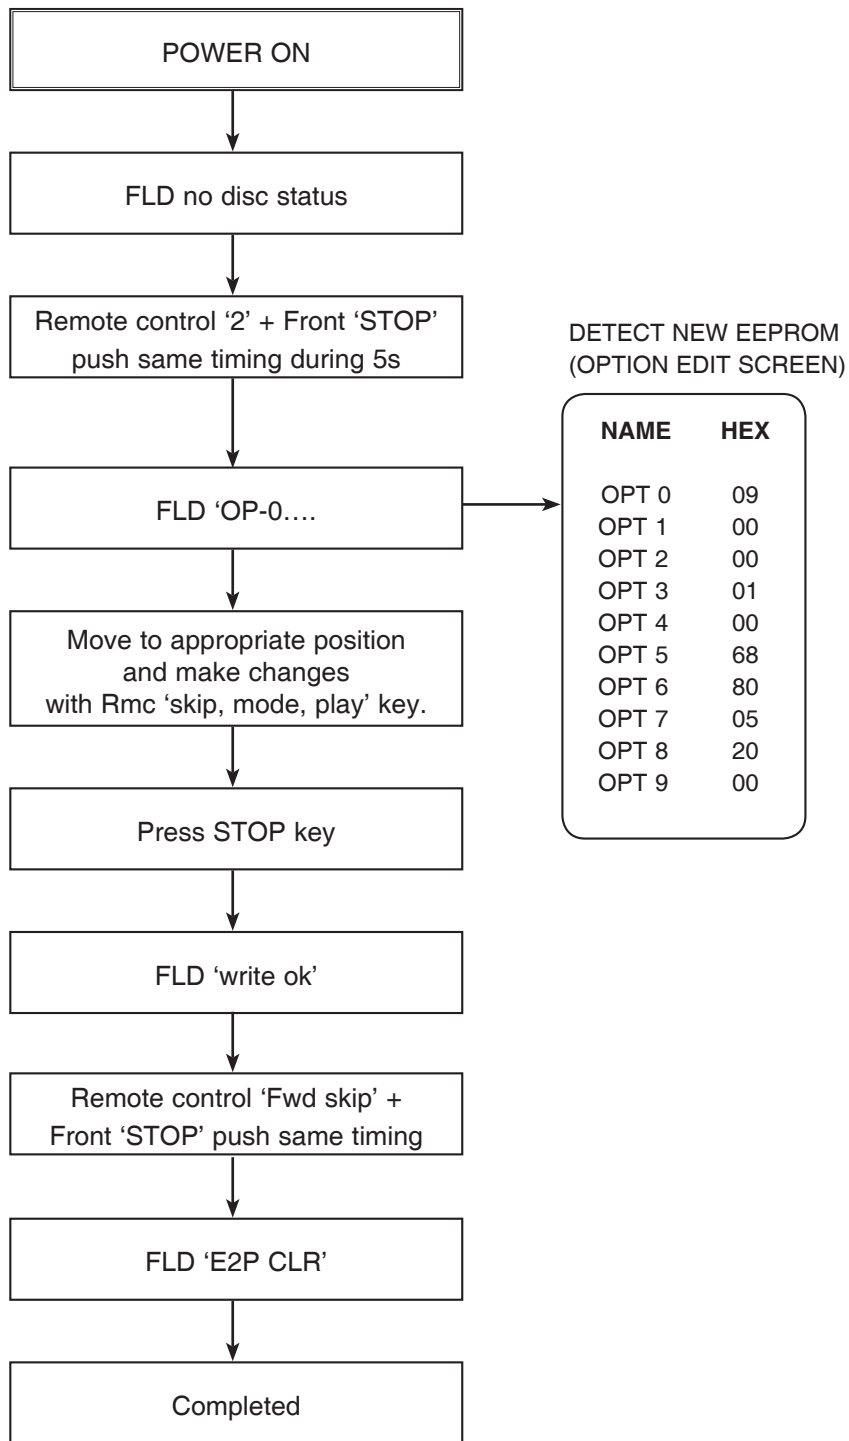 POWER ON
FLD no disc status
Remote control ‘2’ + Front ‘STOP’
push same timing during 5s
FLD ‘OP-0....
Move to appropriate position
and make changes
with Rmc ‘skip, mode, play’ key.
Press STOP key
FLD ‘write ok’
Remote control ‘Fwd skip’ +
Front ‘STOP’ push same timing
FLD ‘E2P CLR’
Completed
DETECT NEW EEPROM
(OPTION EDIT SCREEN)
NAME HEX
OPT 0 09
OPT 1 00
OPT 2 00
OPT 3 01
OPT 4 00
OPT 5 68
OPT 6 80
OPT 7 05
OPT 8 20
OPT 9 00